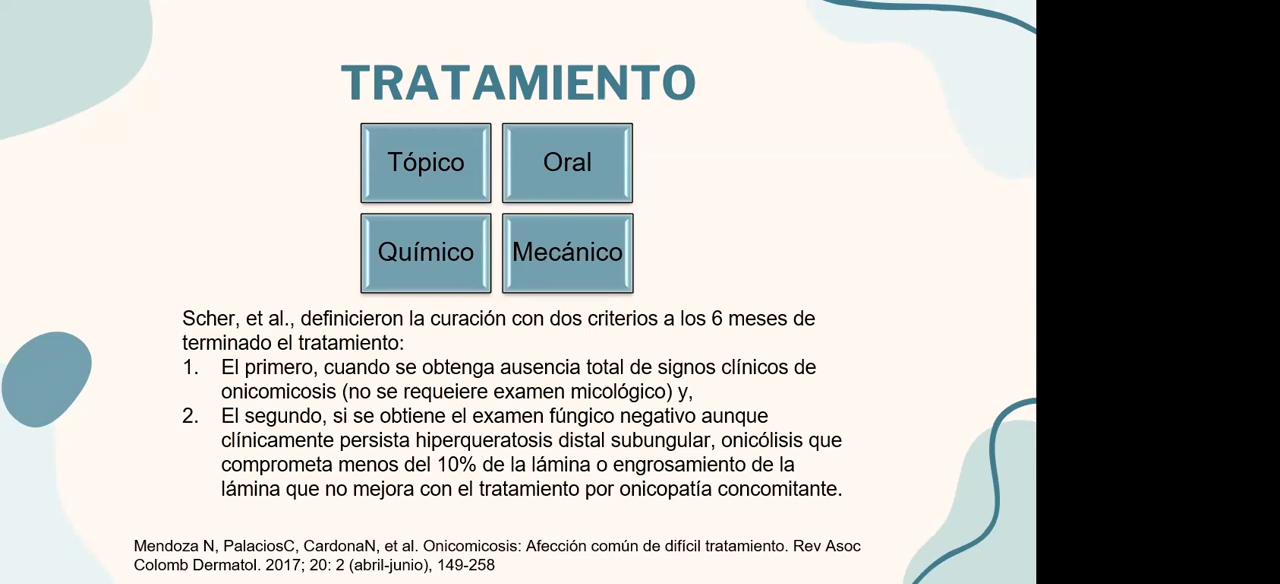 TRATAMIENTO
Tópico
Oral
Químico
Mecánico
Scher, et al., definicieron la curación con dos criterios a los 6 meses de
terminado el tratamiento:
1. El primero, cuando se obtenga ausencia total de signos clínicos de
onicomicosis (no se requeiere examen micológico) y,
2. El segundo, si se obtiene el examen fúngico negativo aunque
clínicamente persista hiperqueratosis distal subungular, onicólisis que
comprometa menos del 10% de la lámina o engrosamiento de la
lámina que no mejora con el tratamiento por onicopatía concomitante.
Mendoza N, PalaciosC, CardonaN, et al. Onicomicosis: Afección común de difícil tratamiento. Rev Asoc
Colomb Dermatol. 2017; 20: 2 (abril-junio), 149-258